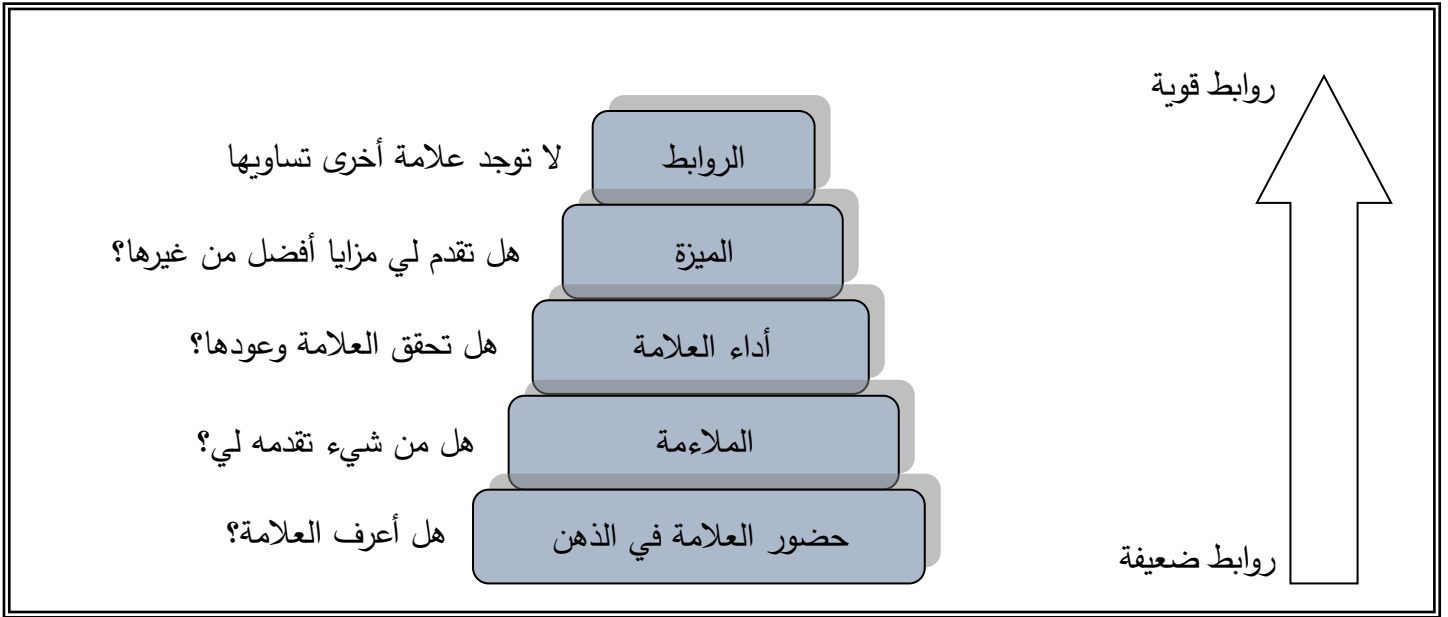 روابط قوية
الروابط
لا توجد علامة أخرى تساويها
الميزة
هل تقدم لي مزايا أفضل من غيرها؟
أداء العلامة
هل تحقق العلامة وعودها؟
الملاءمة
هل من شيء تقدمه لي؟
حضور العلامة في الذهن
هل أعرف العلامة؟
روابط ضعيفة